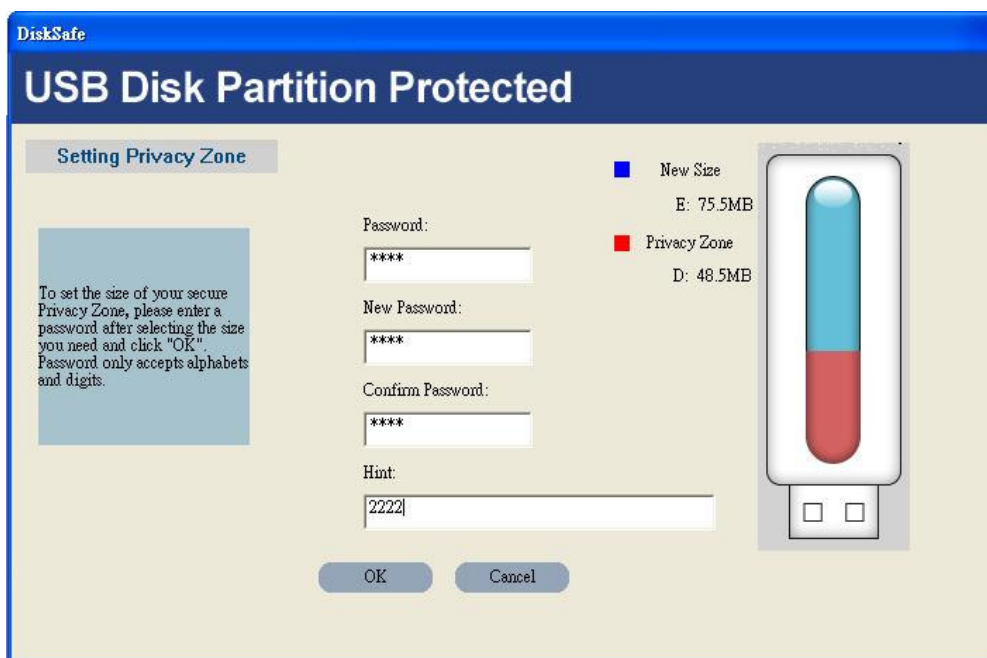 DiskSafe
USB Disk Partition Protected
Setting Privacy Zone
To set the size of your secure
Privacy Zone, please enter a
password after selecting the size
you need and click "OK".
Password only accepts alphabets
and digits.
Password:
****
New Password:
****
Confirm Password:
****
Hint:
2222
OK
Cancel
New Size
E: 75.5MB
Privacy Zone
D: 48.5MB